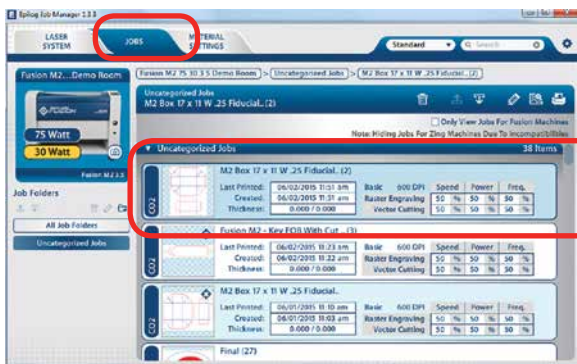 Epilog Job Manager 1.3.3
LASER SYSTEM
JOBS
MATERIAL SETTINGS
Standard
Search
Fusion M2...Demo Room
Fusion M2 75 30 3 5 Demo Room > Uncategorized Jobs > M2 Box 17 x 11 W .25 Fiducial..(2)
Uncategorized Jobs
M2 Box 17 x 11 W .25 Fiducial..(2)
FUSION
75 Watt
30 Watt
Only View Jobs For Fusion Machines
Note: Hiding Jobs For Zing Machines Due To Incompatibilities
Uncategorized Jobs 38 Items
Job Folders
All Job Folders
Uncategorized Jobs
CO2
M2 Box 17 x 11 W .25 Fiducial.. (2)
Last Printed: 06/02/2015 11:51 am Basic 600 DPI Speed Power Freq.
Created: 06/02/2015 11:31 am Raster Engraving 50 % 50 %
Thickness: 0.000 / 0.000 Vector Cutting 50 % 50 % 50 %
CO2
Fusion M2 - Key FOB With Cut .. (3)
Last Printed: 06/02/2015 11:23 am Basic 600 DPI Speed Power Freq.
Created: 06/02/2015 11:22 am Raster Engraving 50 % 50 %
Thickness: 0.000 / 0.000 Vector Cutting 50 % 50 % 50 %
CO2
M2 Box 17 x 11 W .25 Fiducial..
Last Printed: 06/01/2015 11:10 am Basic 600 DPI Speed Power Freq.
Created: 06/01/2015 11:03 am Raster Engraving 50 % 50 %
Thickness: 0.000 / 0.000 Vector Cutting 50 % 50 % 50 %
Final (27)